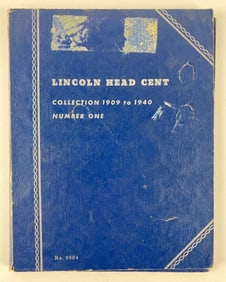 LINCOLN HEAD CENT
COLLECTION 1909 to 1940
NUMBER ONE
No. 9004